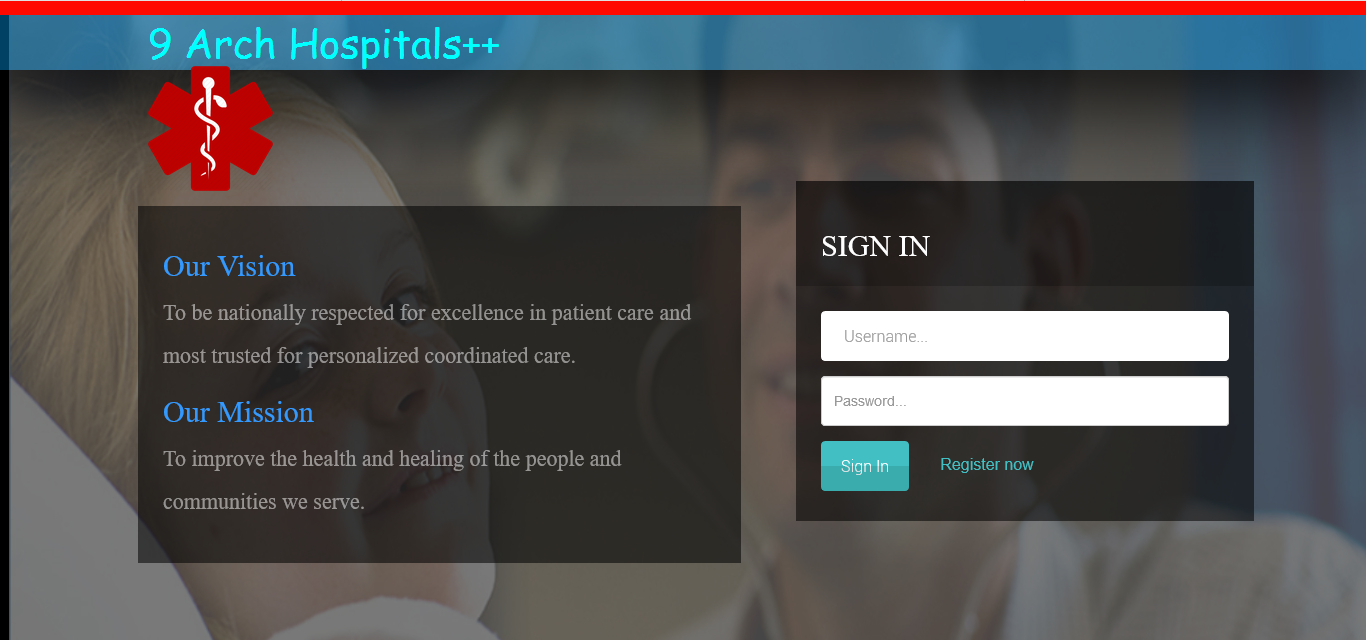 9 Arch Hospitals++
Our Vision
To be nationally respected for excellence in patient care and
most trusted for personalized coordinated care.
Our Mission
To improve the health and healing of the people and
communities we serve.
SIGN IN
Username...
Password...
Sign In
Register now